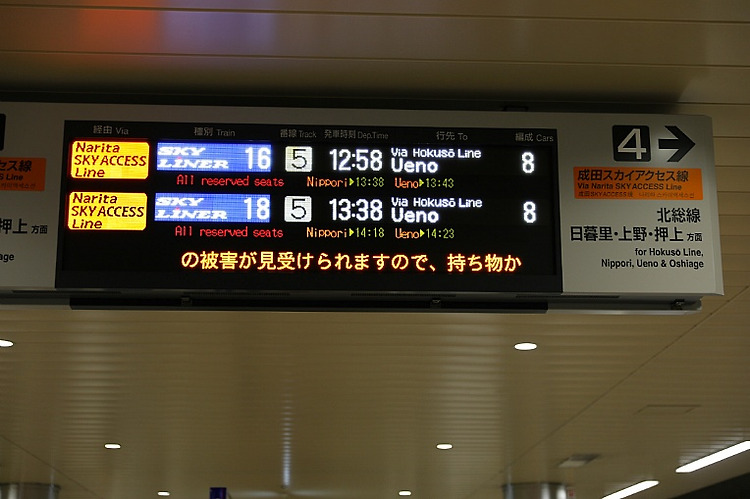 経由 Via 種別 Train 番線 Track 発車時刻 Dep.Time 行先 To 編成 Cars
Narita
SKY ACCESS
Line
SKY
LINER
16
5
12:58
Via Hokusō Line
Ueno
8
All reserved seats Nippori▶13:38 Ueno▶13:43
Narita
SKY ACCESS
Line
SKY
LINER
18
5
13:38
Via Hokusō Line
Ueno
8
All reserved seats Nippori▶14:18 Ueno▶14:23
の被害が見受けられますので、持ち物か
セス線
Line
押上 方面
iage
4 →
成田スカイアクセス線
Via Narita SKY ACCESS Line
北総線
日暮里・上野・押上 方面
for Hokusō Line,
Nippori, Ueno & Oshiage